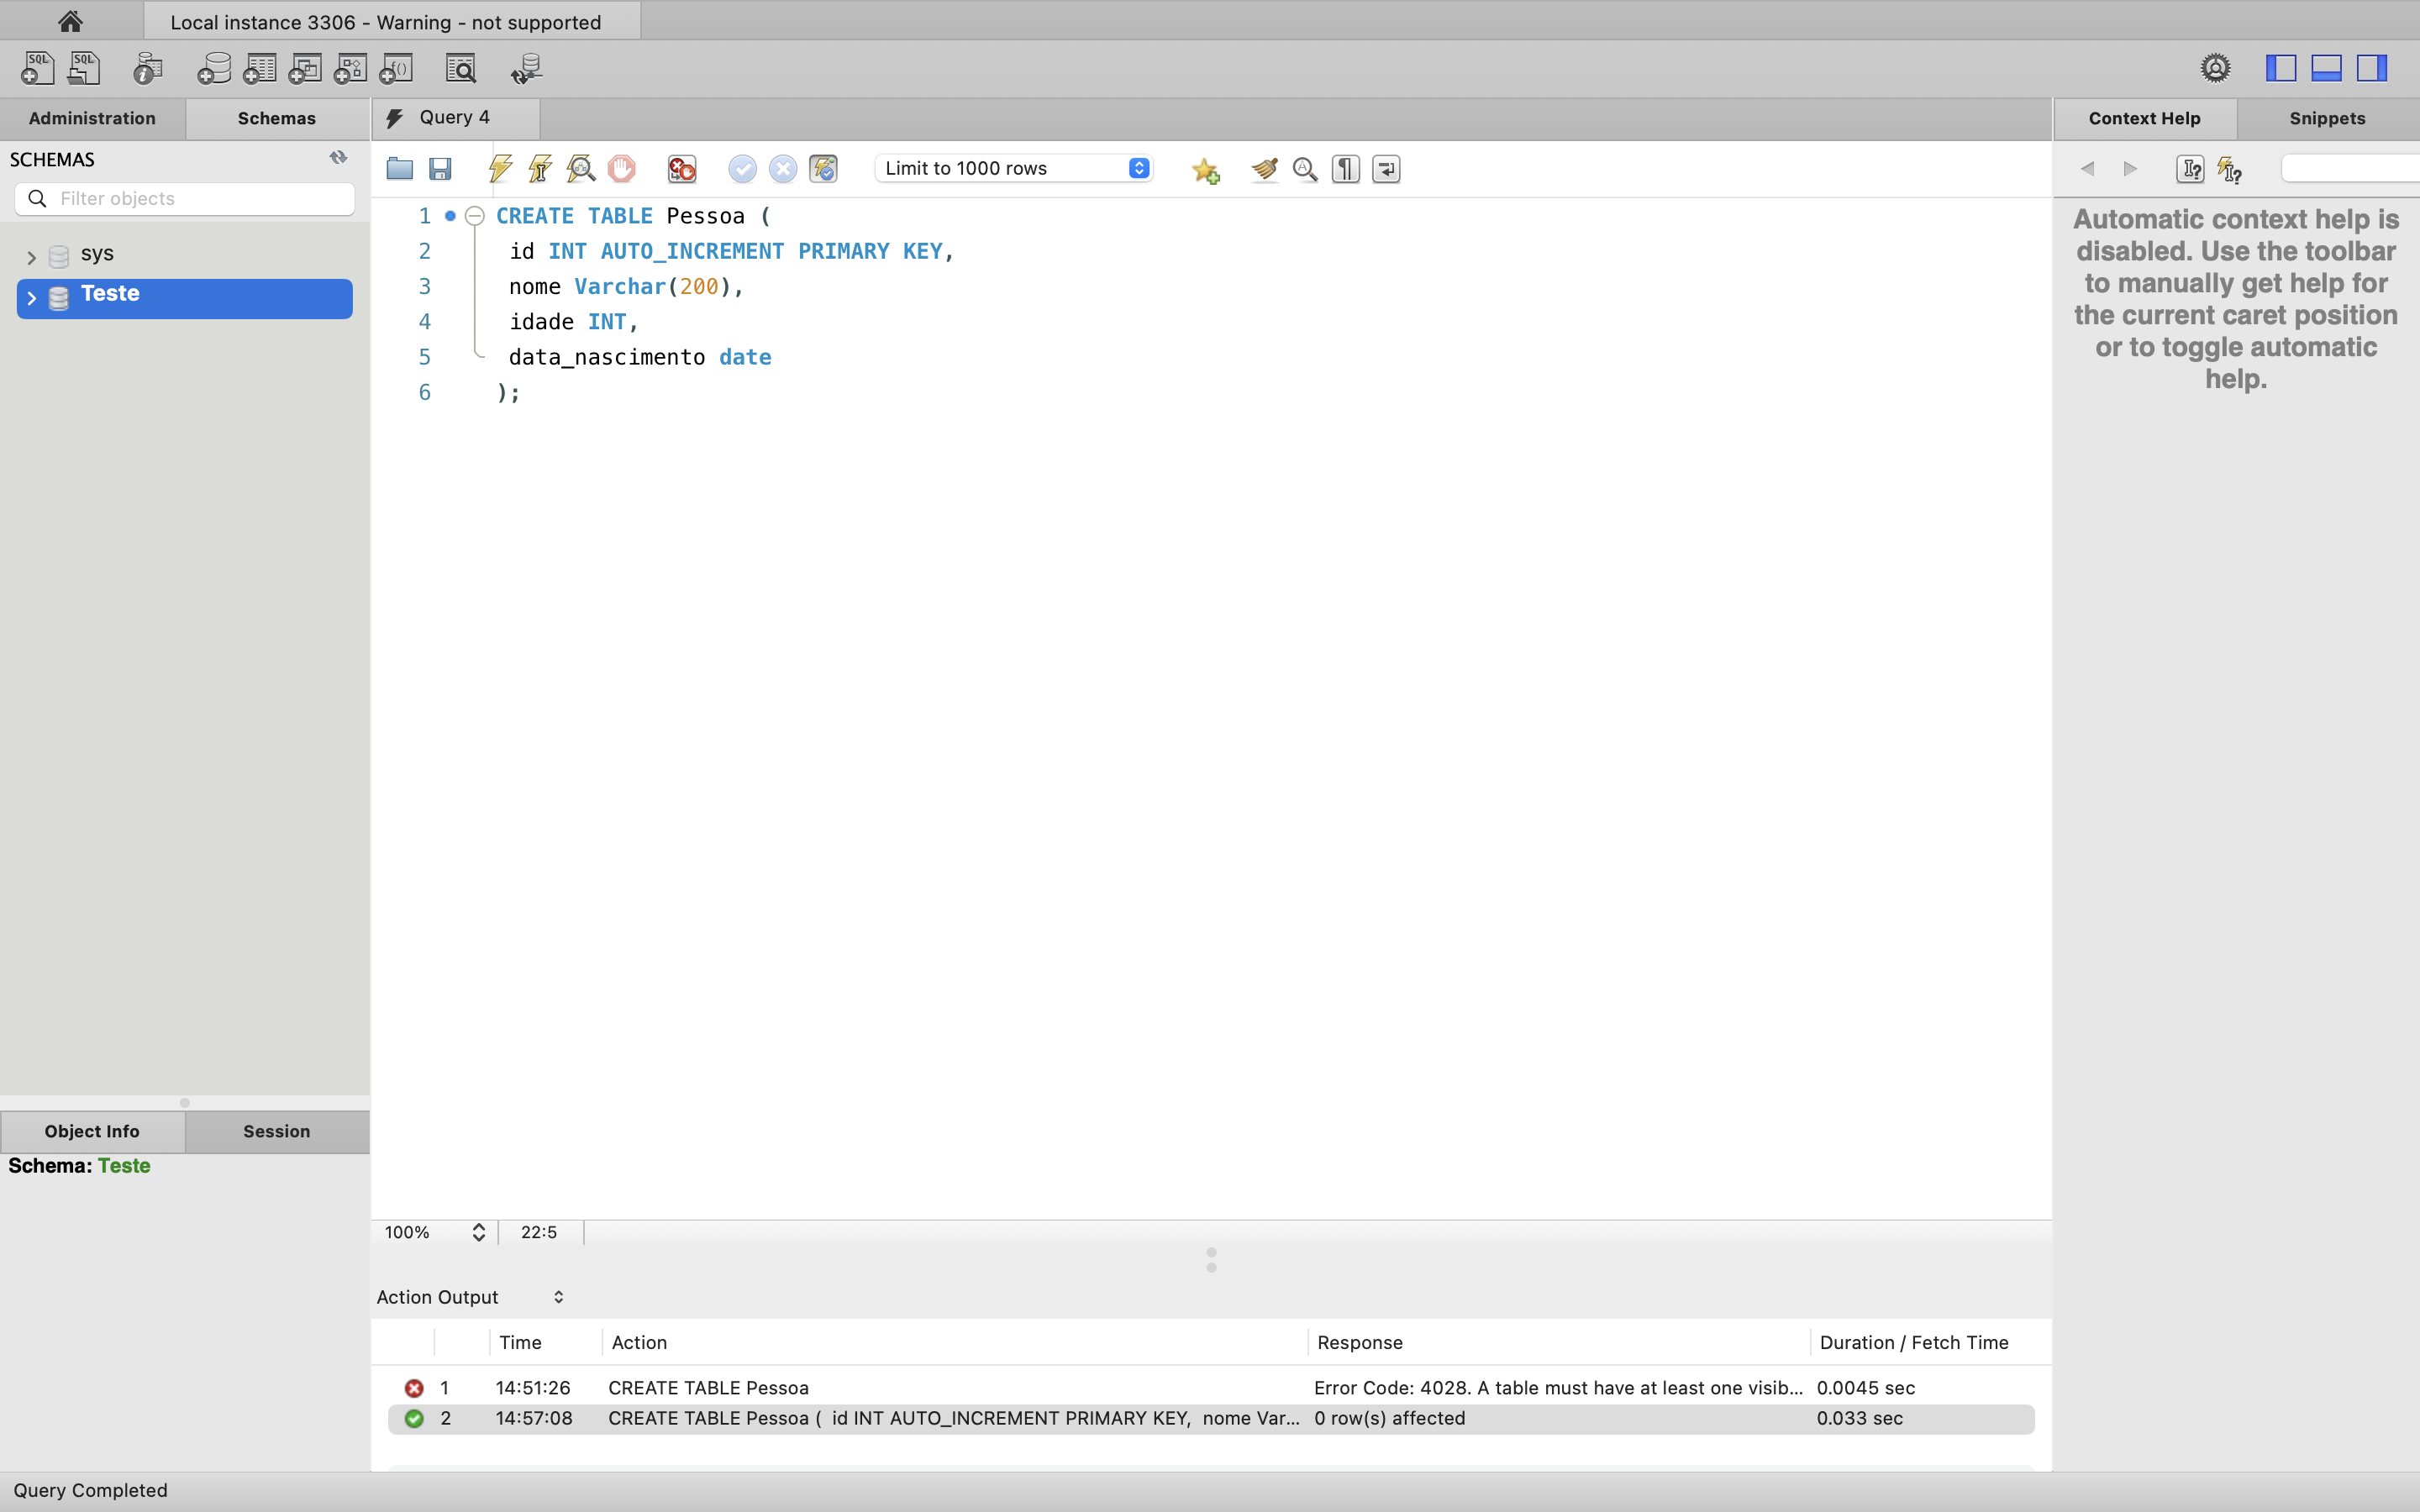 Local instance 3306 - Warning - not supported
SQL
SQL
Administration
Schemas
Query 4
Context Help
Snippets
SCHEMAS
Filter objects
Limit to 1000 rows
sys
Teste
1 CREATE TABLE Pessoa (
2 id INT AUTO_INCREMENT PRIMARY KEY,
3 nome Varchar(200),
4 idade INT,
5 data_nascimento date
6 );
Automatic context help is
disabled. Use the toolbar
to manually get help for
the current caret position
or to toggle automatic
help.
Object Info
Session
Schema: Teste
100%
22:5
Action Output
Time Action Response Duration / Fetch Time
1 14:51:26 CREATE TABLE Pessoa Error Code: 4028. A table must have at least one visib... 0.0045 sec
2 14:57:08 CREATE TABLE Pessoa ( id INT AUTO_INCREMENT PRIMARY KEY, nome Var... 0 row(s) affected 0.033 sec
Query Completed